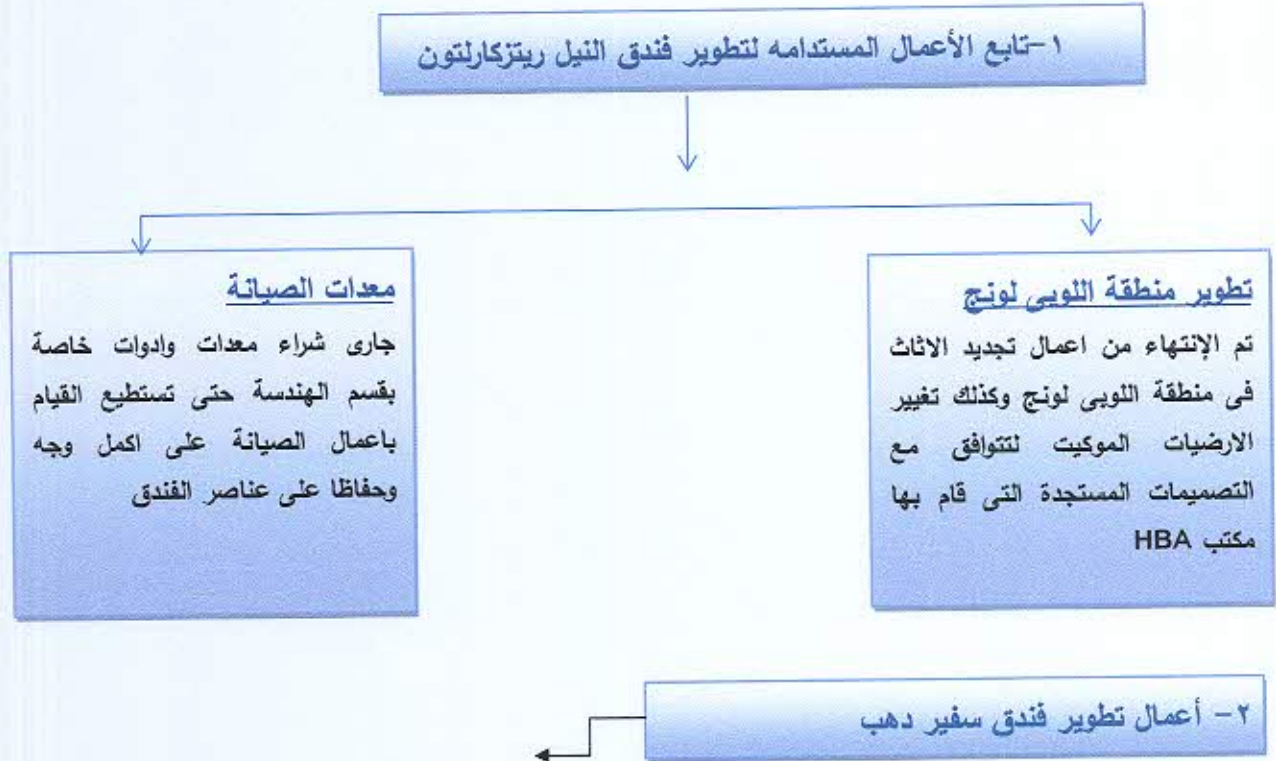 ١-تابع الأعمال المستدامه لتطوير فندق النيل ريتزكارلتون
تطوير منطقة اللوبى لونج
تم الإنتهاء من اعمال تجديد الاثاث
فى منطقة اللوبى لونج وكذلك تغيير
الارضيات الموكيت لتتوافق مع
التصميمات المستجدة التى قام بها
مكتب HBA
معدات الصيانة
جارى شراء معدات وادوات خاصة
بقسم الهندسة حتى تستطيع القيام
باعمال الصيانة على اكمل وجه
وحفاظا على عناصر الفندق
٢- أعمال تطوير فندق سفير دهب